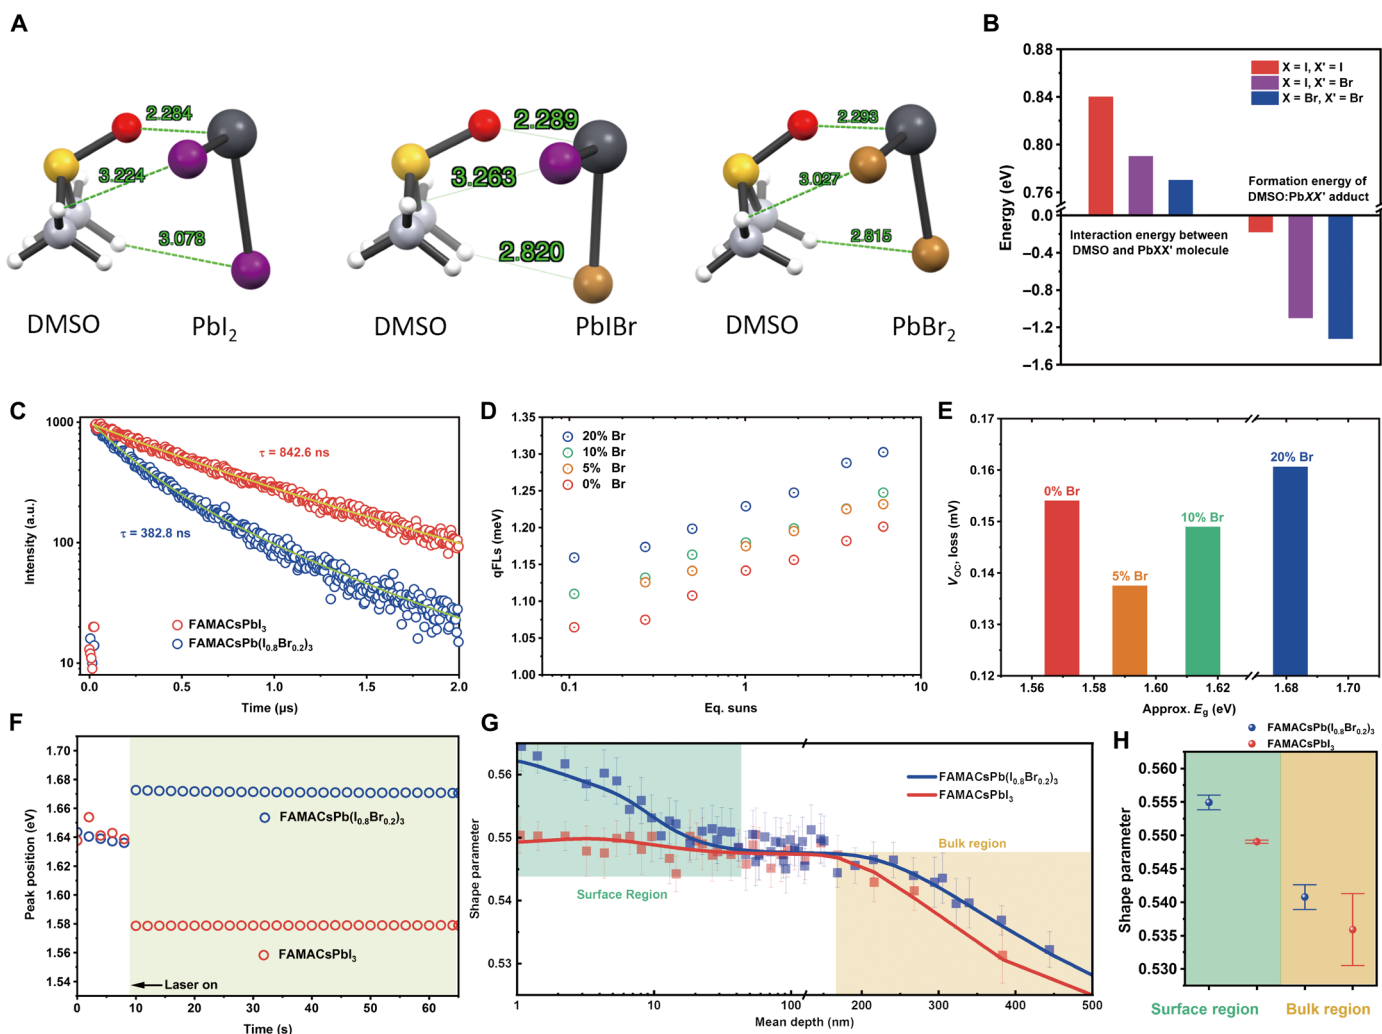 A
2.284
3.224
3.078
DMSO
PbI2
2.289
3.263
2.820
DMSO
PbIBr
2.293
3.027
2.815
DMSO
PbBr2
B
Energy (eV)
0.88
0.84
0.80
0.76
0.0
−0.4
−0.8
−1.2
−1.6
X = I, X' = I
X = I, X' = Br
X = Br, X' = Br
Formation energy of
DMSO:PbXX' adduct
Interaction energy between
DMSO and PbXX' molecule
C
Intensity (a.u.)
1000
100
10
τ = 842.6 ns
τ = 382.8 ns
FAMACsPbI3
FAMACsPb(I0.8Br0.2)3
0.0
0.5
1.0
1.5
2.0
Time (µs)
D
qFLs (eV)
1.35
1.30
1.25
1.20
1.15
1.10
1.05
1.00
20% Br
10% Br
5% Br
0% Br
0.1
1
10
Eq. suns
E
VOC, loss (mV)
0.17
0.16
0.15
0.14
0.13
0.12
0% Br
5% Br
10% Br
20% Br
1.56
1.58
1.60
1.62
1.68
1.70
Approx. Eg (eV)
F
Peak position (eV)
1.70
1.68
1.66
1.64
1.62
1.60
1.58
1.56
1.54
FAMACsPb(I0.8Br0.2)3
FAMACsPbI3
Laser on
0
10
20
30
40
50
60
Time (s)
G
Shape parameter
0.56
0.55
0.54
0.53
FAMACsPb(I0.8Br0.2)3
FAMACsPbI3
Surface Region
Bulk region
1
10
100
200
300
400
500
Mean depth (nm)
H
FAMACsPb(I0.8Br0.2)3
FAMACsPbI3
Shape parameter
0.560
0.555
0.550
0.545
0.540
0.535
0.530
Surface region
Bulk region